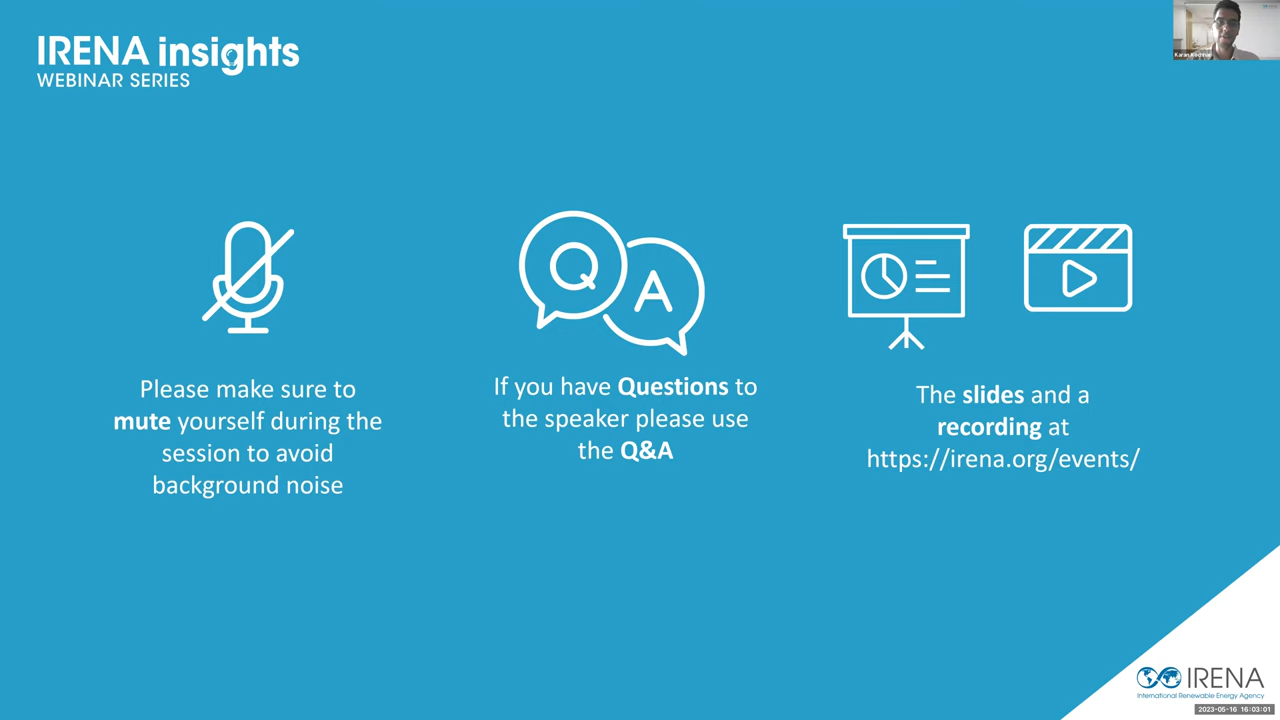 IRENA insights
WEBINAR SERIES
Q
A
Please make sure to
mute yourself during the
session to avoid
background noise
If you have Questions to
the speaker please use
the Q&A
The slides and a
recording at
https://irena.org/events/
IRENA
International Renewable Energy Agency
2023-05-16 16:03:01